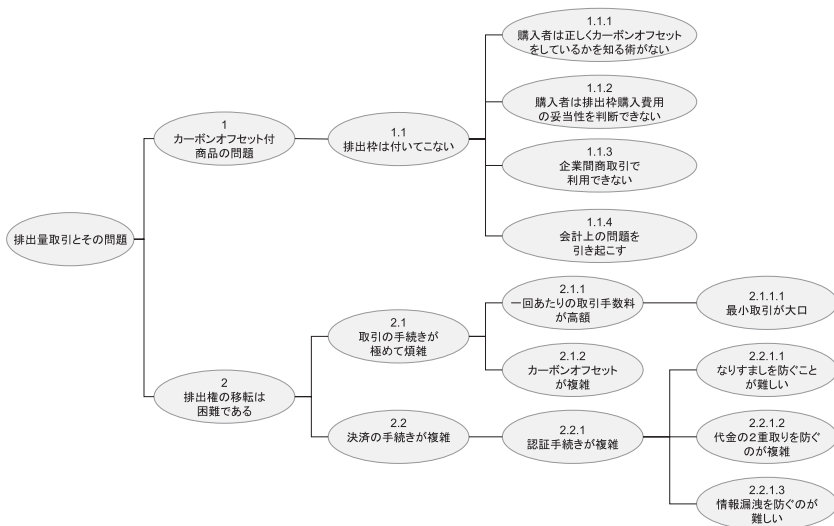 排出量取引とその問題
1
カーボンオフセット付
商品の問題
1.1
排出枠は付いてこない
1.1.1
購入者は正しくカーボンオフセット
をしているかを知る術がない
1.1.2
購入者は排出枠購入費用
の妥当性を判断できない
1.1.3
企業間商取引で
利用できない
1.1.4
会計上の問題を
引き起こす
2
排出権の移転は
困難である
2.1
取引の手続きが
極めて煩雑
2.1.1
一回あたりの取引手数料
が高額
2.1.1.1
最小取引が大口
2.1.2
カーボンオフセット
が複雑
2.2
決済の手続きが複雑
2.2.1
認証手続きが複雑
2.2.1.1
なりすましを防ぐこと
が難しい
2.2.1.2
代金の２重取りを防ぐ
のが複雑
2.2.1.3
情報漏洩を防ぐのが
難しい